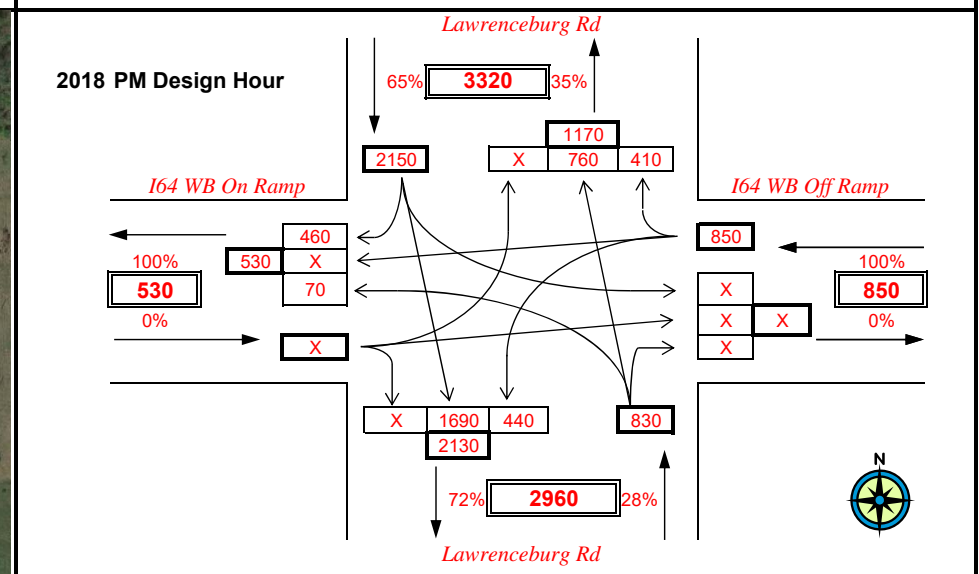 Lawrenceburg Rd
2018 PM Design Hour
65% 3320 35%
1170
2150 X 760 410
I64 WB On Ramp I64 WB Off Ramp
460 850
100% 530 X 100%
530 70 X 850
0% X X 0%
X X
X 1690 440 830
2130
N
72% 2960 28%
Lawrenceburg Rd